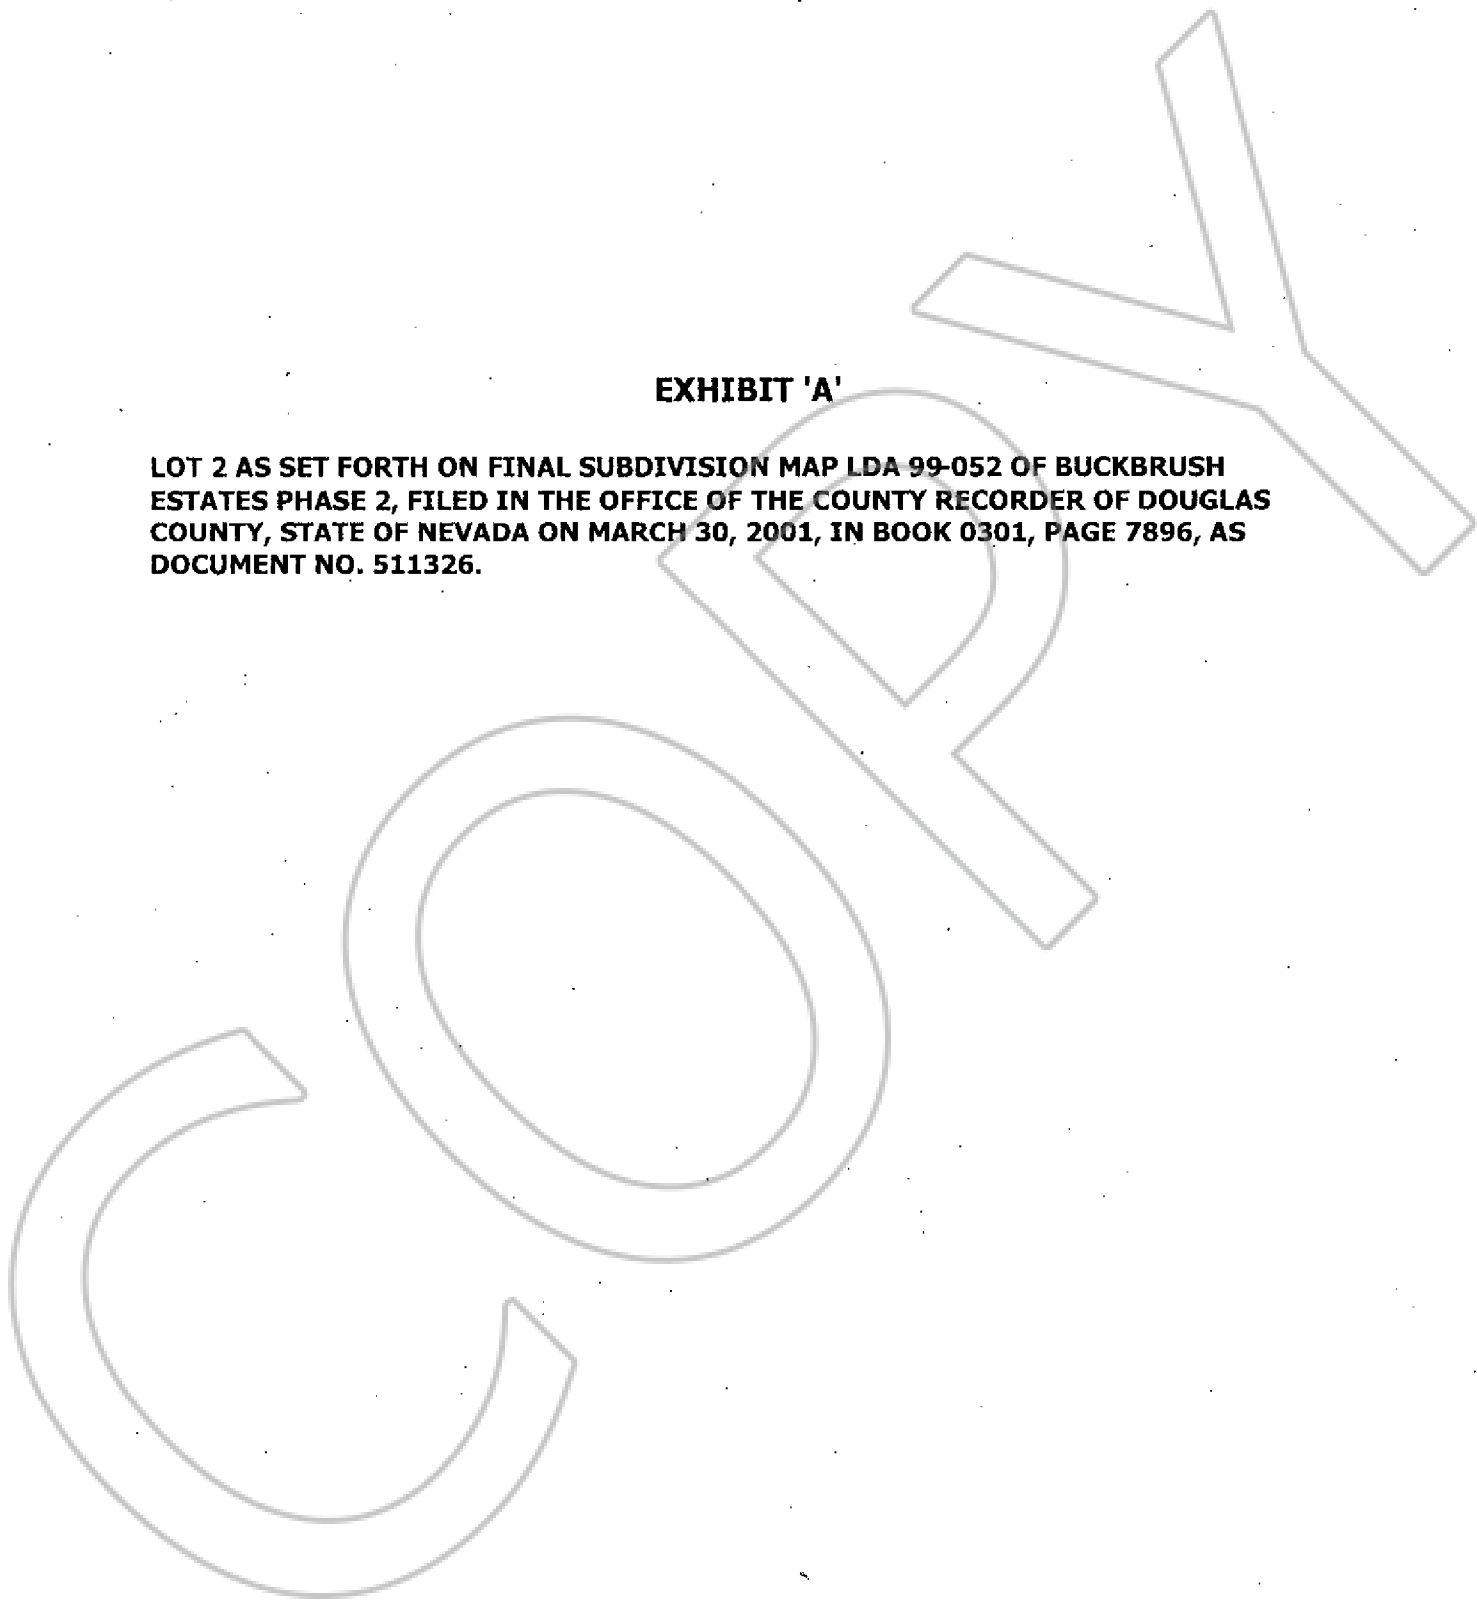 EXHIBIT 'A'
LOT 2 AS SET FORTH ON FINAL SUBDIVISION MAP LDA 99-052 OF BUCKBRUSH
ESTATES PHASE 2, FILED IN THE OFFICE OF THE COUNTY RECORDER OF DOUGLAS
COUNTY, STATE OF NEVADA ON MARCH 30, 2001, IN BOOK 0301, PAGE 7896, AS
DOCUMENT NO. 511326.
COPY